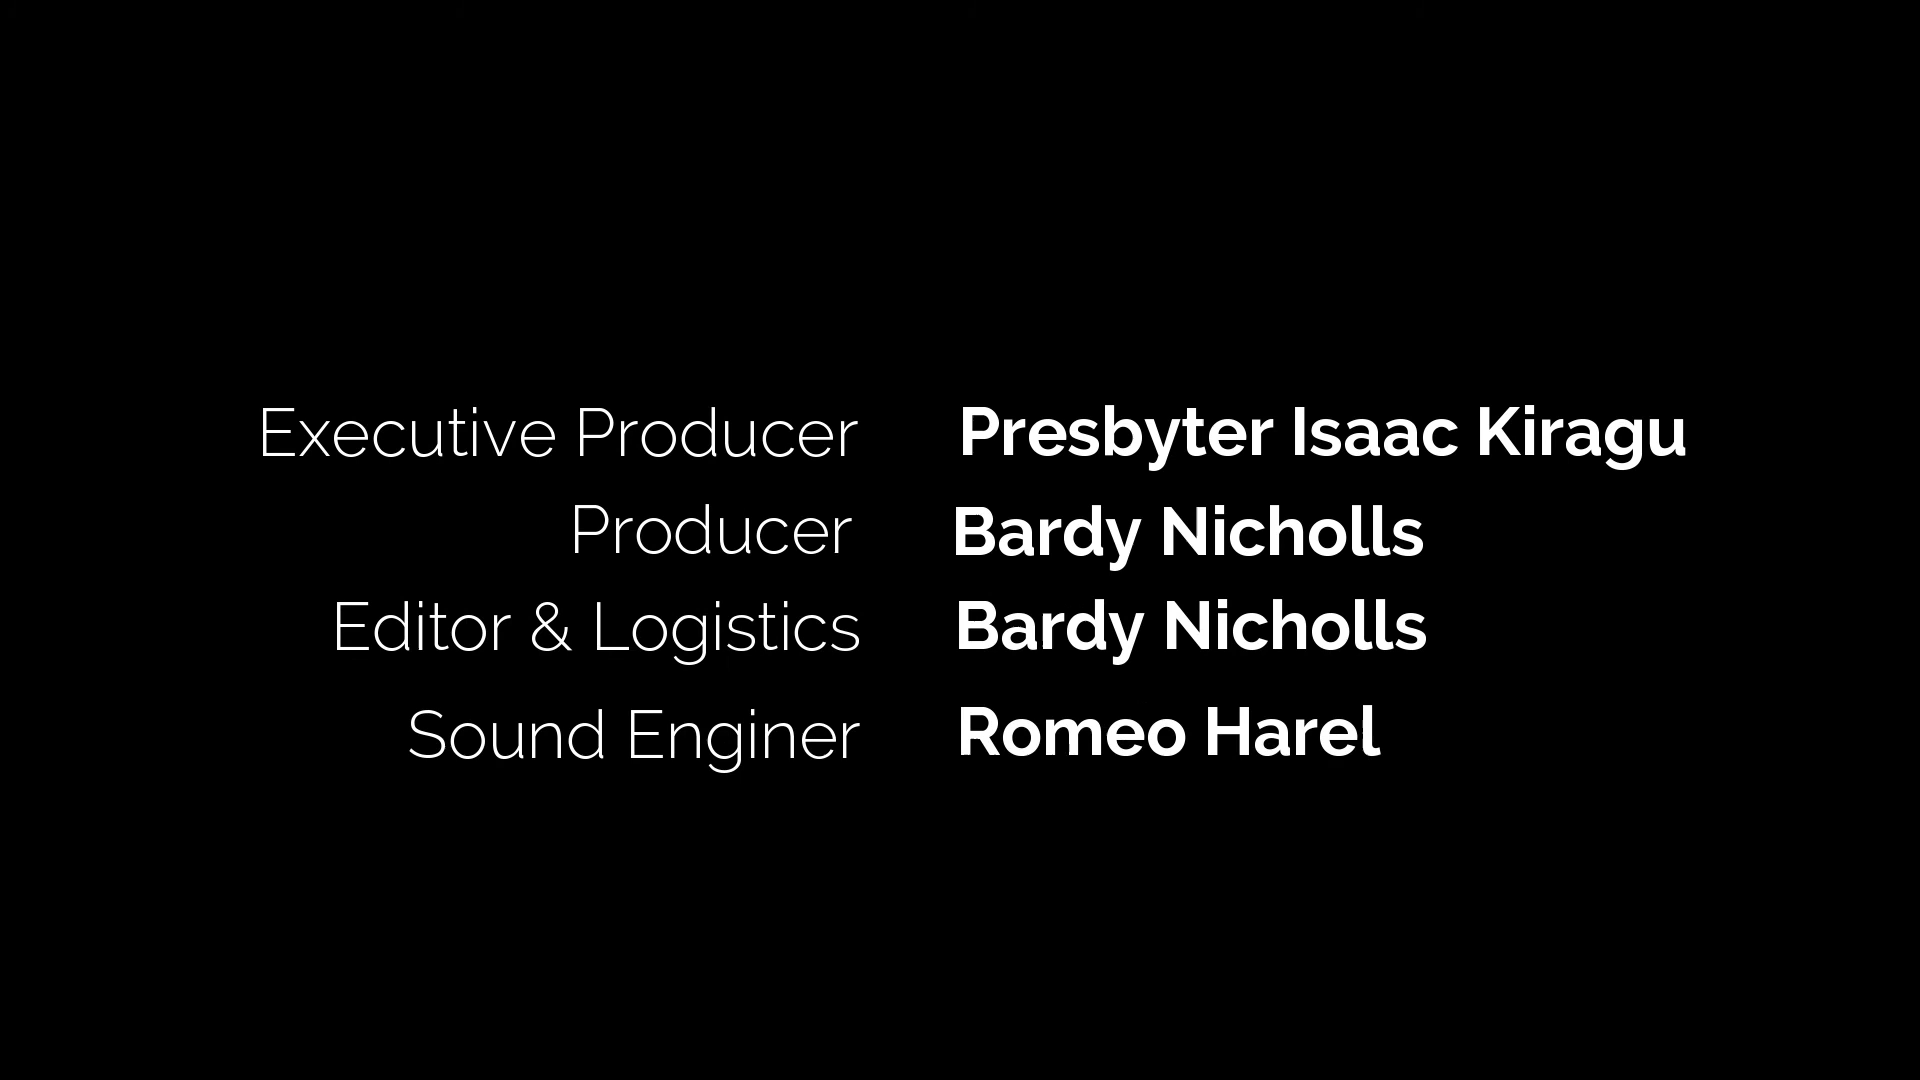 Executive Producer Presbyter Isaac Kiragu
Producer Bardy Nicholls
Editor & Logistics Bardy Nicholls
Sound Enginer Romeo Harel